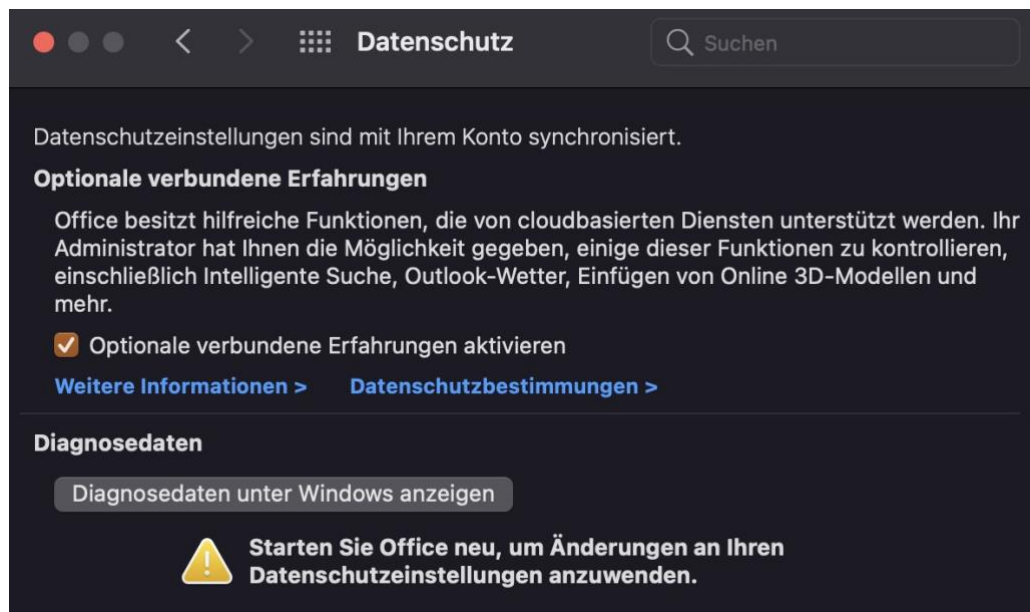 Datenschutz
Suchen
Datenschutzeinstellungen sind mit Ihrem Konto synchronisiert.
Optionale verbundene Erfahrungen
Office besitzt hilfreiche Funktionen, die von cloudbasierten Diensten unterstützt werden. Ihr
Administrator hat Ihnen die Möglichkeit gegeben, einige dieser Funktionen zu kontrollieren,
einschließlich Intelligente Suche, Outlook-Wetter, Einfügen von Online 3D-Modellen und
mehr.
Optionale verbundene Erfahrungen aktivieren
Weitere Informationen > Datenschutzbestimmungen >
Diagnosedaten
Diagnosedaten unter Windows anzeigen
Starten Sie Office neu, um Änderungen an Ihren
Datenschutzeinstellungen anzuwenden.